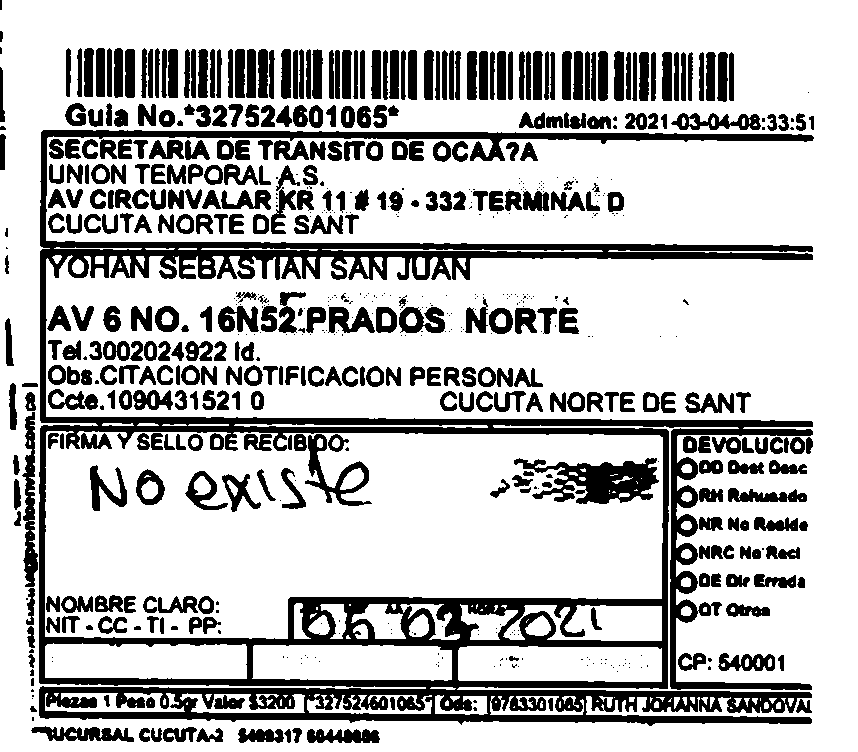 Guia No.*327524601065*
Admision: 2021-03-04-08:33:51
SECRETARIA DE TRANSITO DE OCAÃ?A
UNION TEMPORAL A.S.
AV CIRCUNVALAR KR 11 # 19 - 332 TERMINAL D
CUCUTA NORTE DE SANT
YOHAN SEBASTIAN SAN JUAN
AV 6 NO. 16N52 PRADOS NORTE
Tel.3002024922 Id.
Obs.CITACION NOTIFICACION PERSONAL
Ccte.1090431521 0 CUCUTA NORTE DE SANT
FIRMA Y SELLO DE RECIBIDO:
No existe
NOMBRE CLARO:
NIT - CC - TI - PP:
2021
DEVOLUCION
DD Dest Desc
RH Rehusado
NR No Reside
NRC No Recl
DE Dir Errada
OT Otros
CP: 540001
Piezas 1 Peso 0.5gr Valor $3200 [*327524601065*] Ods: [9763301065] RUTH JOHANNA SANDOVAL
SUCURSAL CUCUTA-2